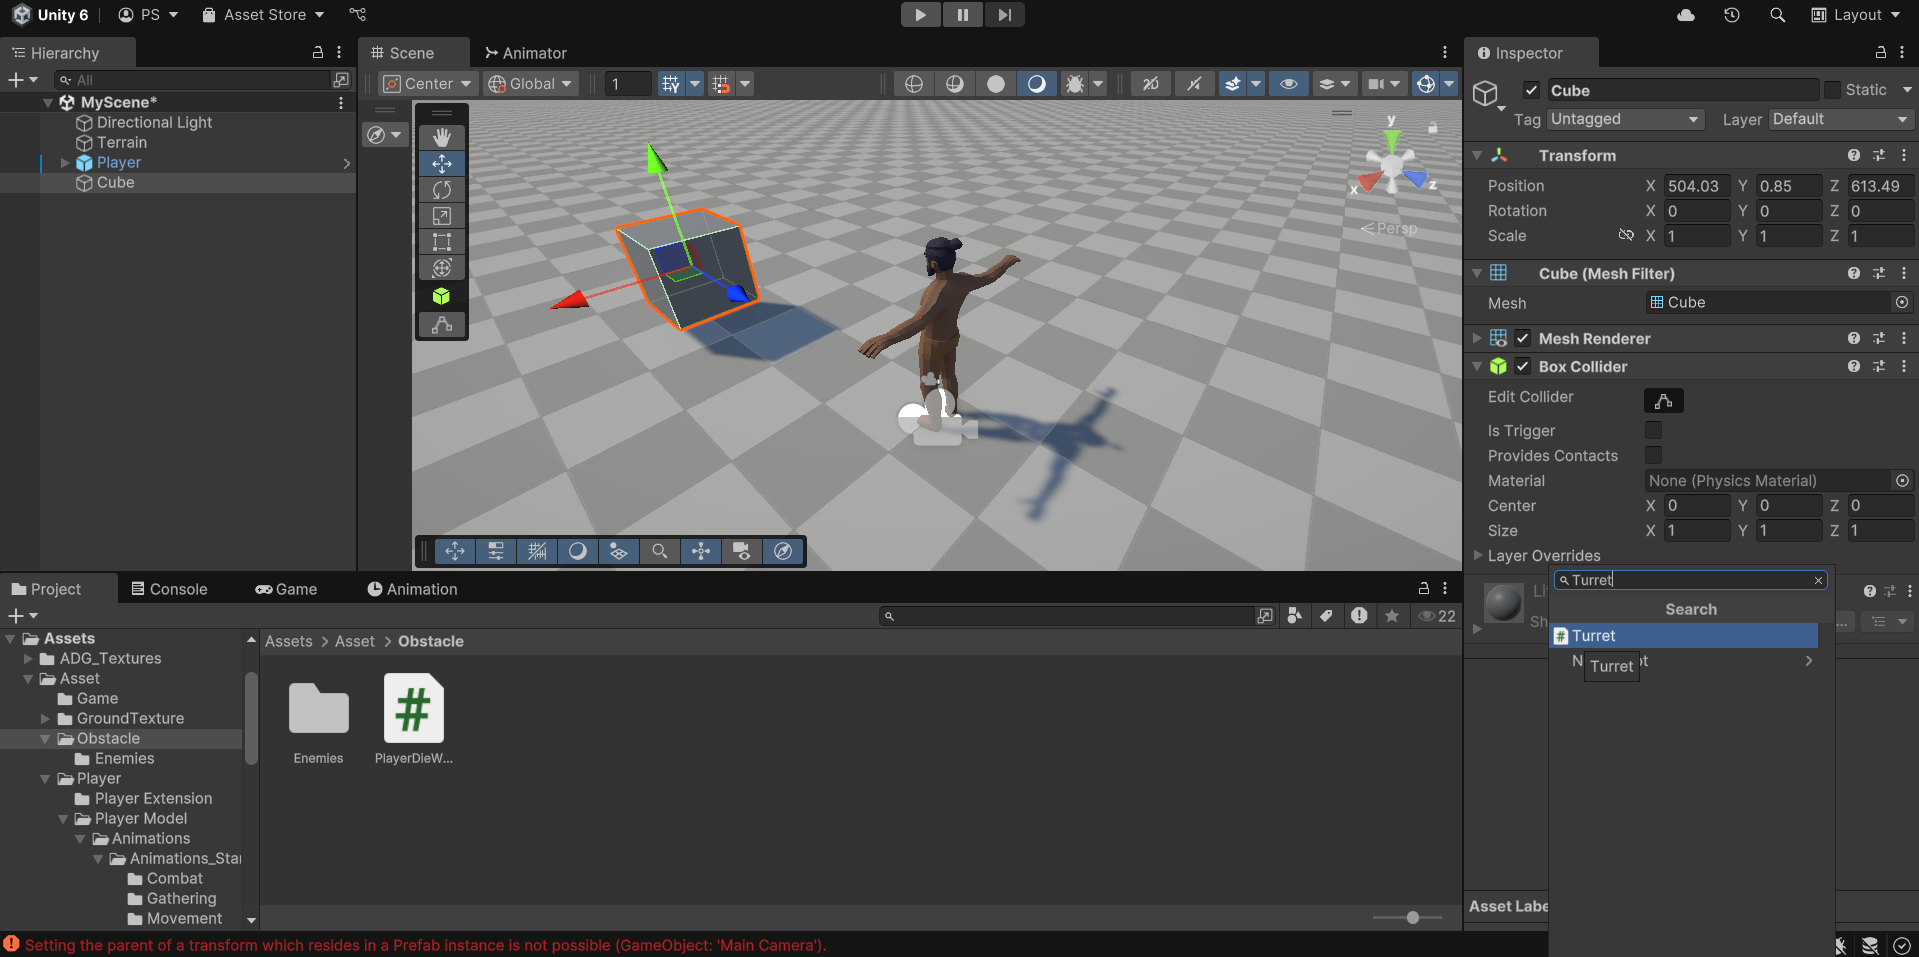 Unity 6
PS
Asset Store
Layout
Hierarchy
All
MyScene*
Directional Light
Terrain
Player
Cube
Scene
Animator
Center
Global
1
2D
y
x
z
Persp
Inspector
Cube
Static
Tag
Untagged
Layer
Default
Transform
Position X 504.03 Y 0.85 Z 613.49
Rotation X 0 Y 0 Z 0
Scale X 1 Y 1 Z 1
Cube (Mesh Filter)
Mesh Cube
Mesh Renderer
Box Collider
Edit Collider
Is Trigger
Provides Contacts
Material None (Physics Material)
Center X 0 Y 0 Z 0
Size X 1 Y 1 Z 1
Layer Overrides
Turret
Search
Turret
Turret
Project
Console
Game
Animation
22
Assets
ADG_Textures
Asset
Game
GroundTexture
Obstacle
Enemies
Player
Player Extension
Player Model
Animations
Animations_Star
Combat
Gathering
Movement
Assets > Asset > Obstacle
Enemies
PlayerDieW...
Asset Labe
Setting the parent of a transform which resides in a Prefab instance is not possible (GameObject: 'Main Camera').